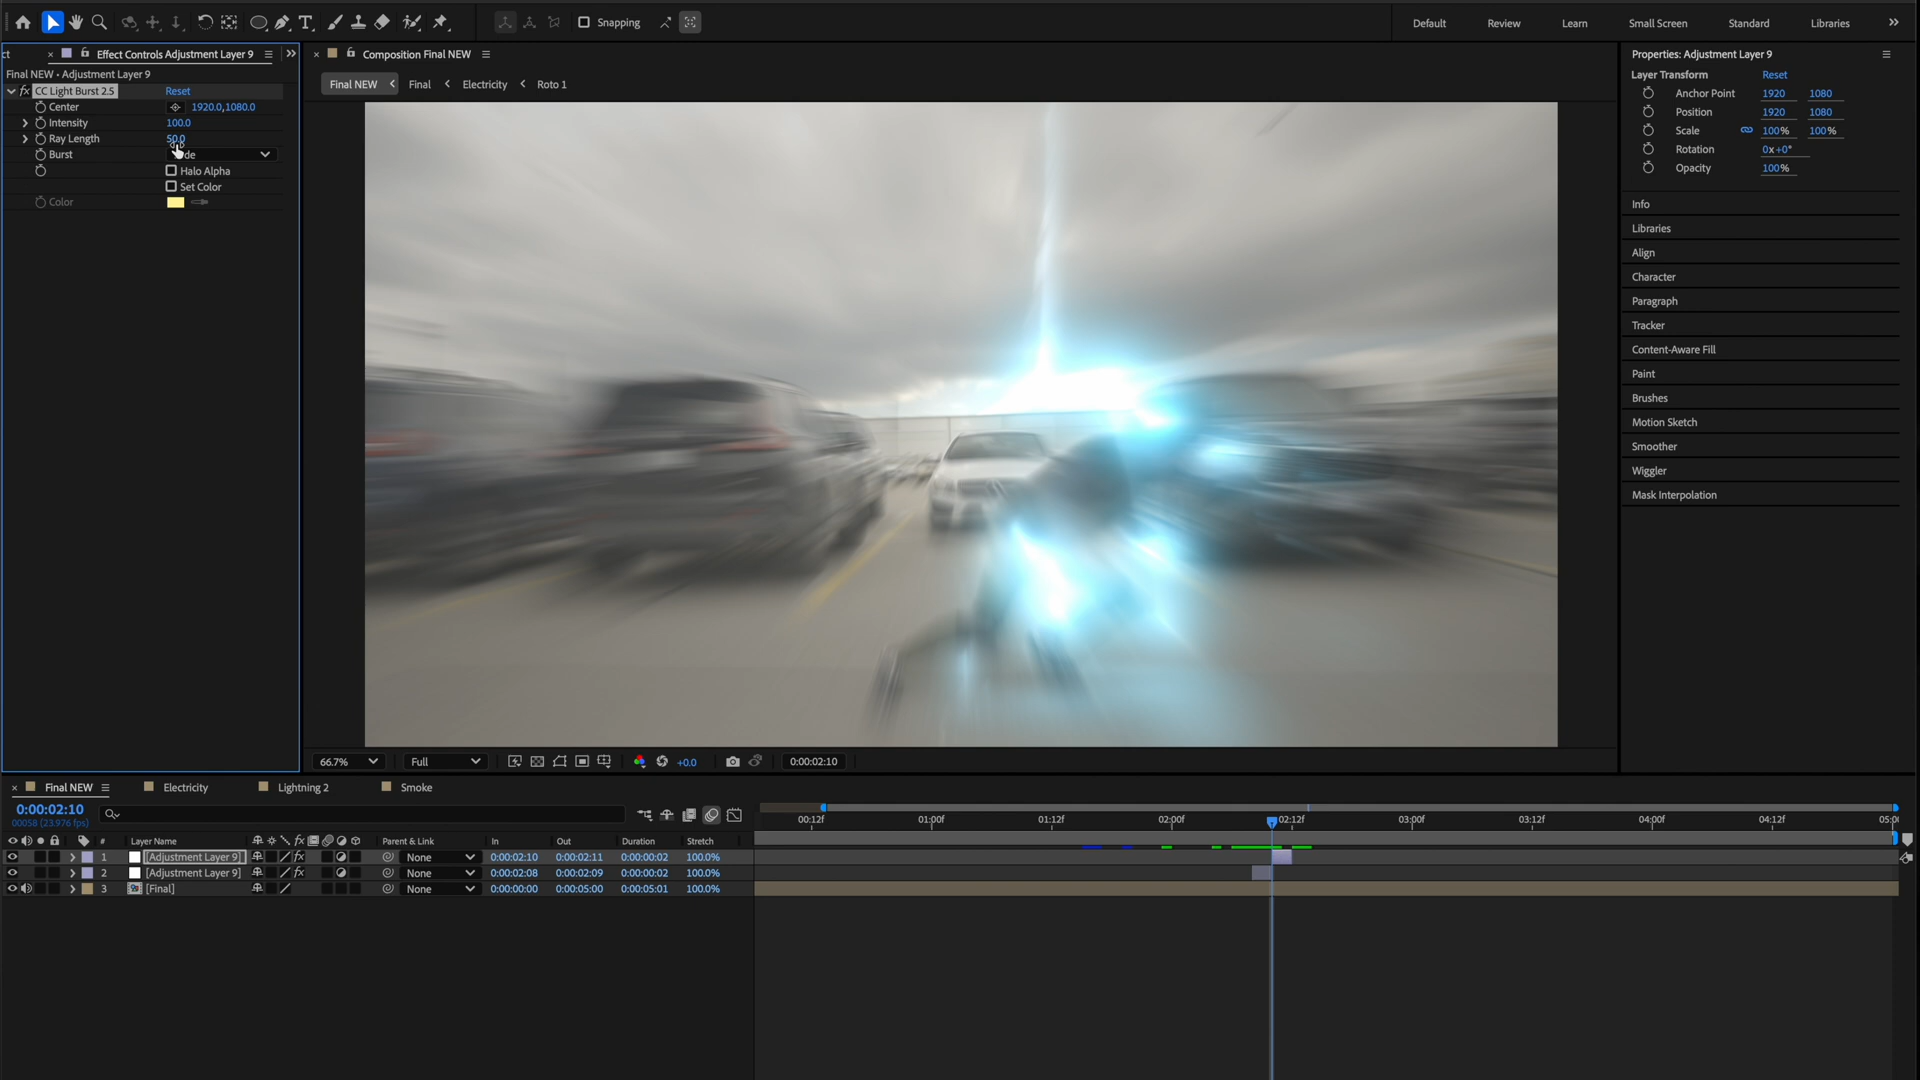 Snapping
Default
Review
Learn
Small Screen
Standard
Libraries
ct
Effect Controls Adjustment Layer 9
Final NEW • Adjustment Layer 9
fx CC Light Burst 2.5 Reset
Center 1920.0,1080.0
Intensity 100.0
Ray Length 50.0
Burst
Halo Alpha
Set Color
Color
Composition Final NEW
Final NEW
Final
Electricity
Roto 1
66.7%
Full
+0.0
0:00:02:10
Properties: Adjustment Layer 9
Layer Transform Reset
Anchor Point 1920 1080
Position 1920 1080
Scale 100% 100%
Rotation 0x+0°
Opacity 100%
Info
Libraries
Align
Character
Paragraph
Tracker
Content-Aware Fill
Paint
Brushes
Motion Sketch
Smoother
Wiggler
Mask Interpolation
Final NEW
Electricity
Lightning 2
Smoke
0:00:02:10
00058 (23.976 fps)
00:12f 01:00f 01:12f 02:00f 02:12f 03:00f 03:12f 04:00f 04:12f 05:0
# Layer Name fx Parent & Link In Out Duration Stretch
1 [Adjustment Layer 9] fx None 0:00:02:10 0:00:02:11 0:00:00:02 100.0%
2 [Adjustment Layer 9] fx None 0:00:02:08 0:00:02:09 0:00:00:02 100.0%
3 [Final] None 0:00:00:00 0:00:05:00 0:00:05:01 100.0%